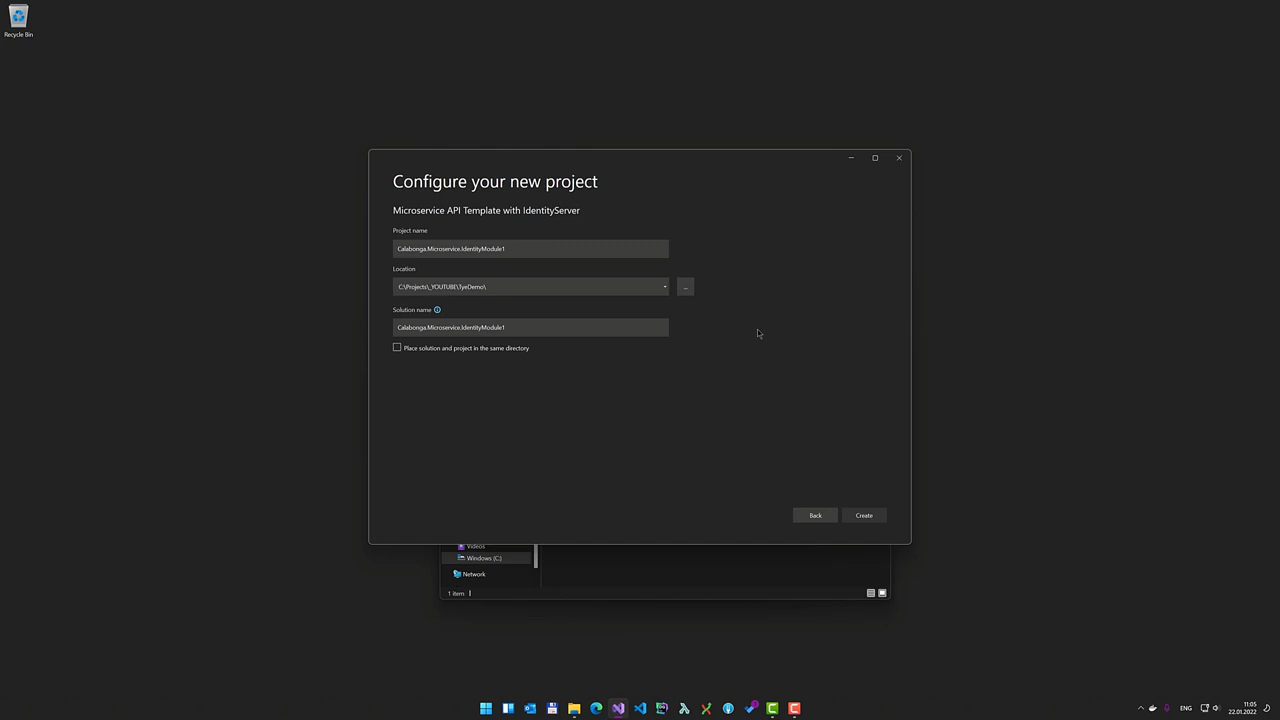 Recycle Bin
Configure your new project
Microservice API Template with IdentityServer
Project name
Calabonga.Microservice.IdentityModule1
Location
C:\Projects\_YOUTUBE\TyeDemo\
...
Solution name
Calabonga.Microservice.IdentityModule1
Place solution and project in the same directory
Back
Create
Videos
Windows (C:)
Network
1 item
ENG
11:05
22.01.2022